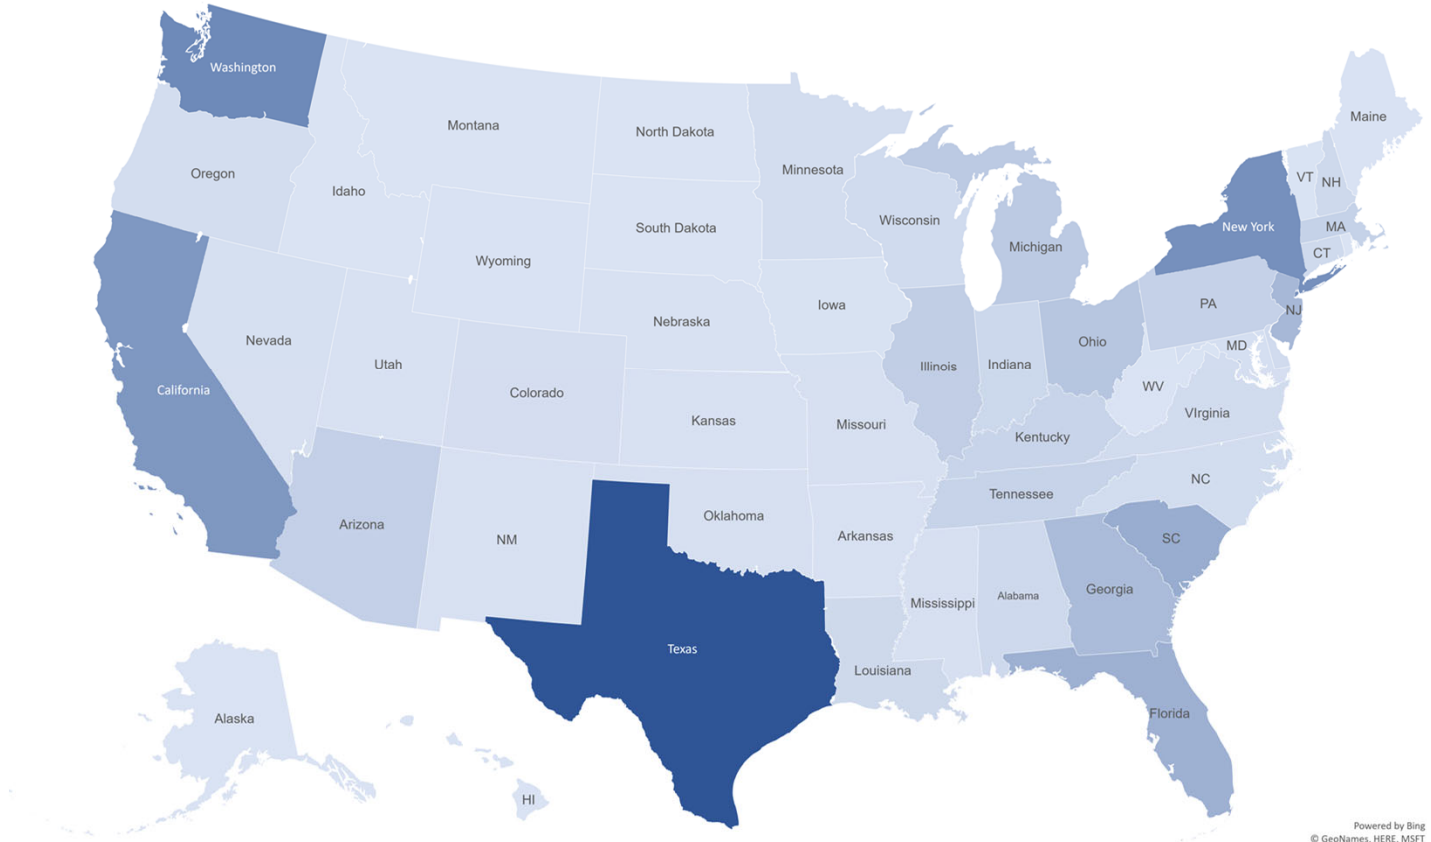 Washington
Maine
Montana
North Dakota
Minnesota
Oregon
VT
NH
Idaho
Wisconsin
South Dakota
New York
MA
Michigan
CT
Wyoming
Iowa
PA
NJ
Nebraska
Nevada
Ohio
MD
Utah
Illinois
Indiana
California
Colorado
WV
VIrginia
Kansas
Missouri
Kentucky
NC
Tennessee
Oklahoma
Arizona
NM
Arkansas
SC
Georgia
Alabama
Mississippi
Texas
Louisiana
Florida
Alaska
HI
Powered by Bing
© GeoNames, HERE, MSFT